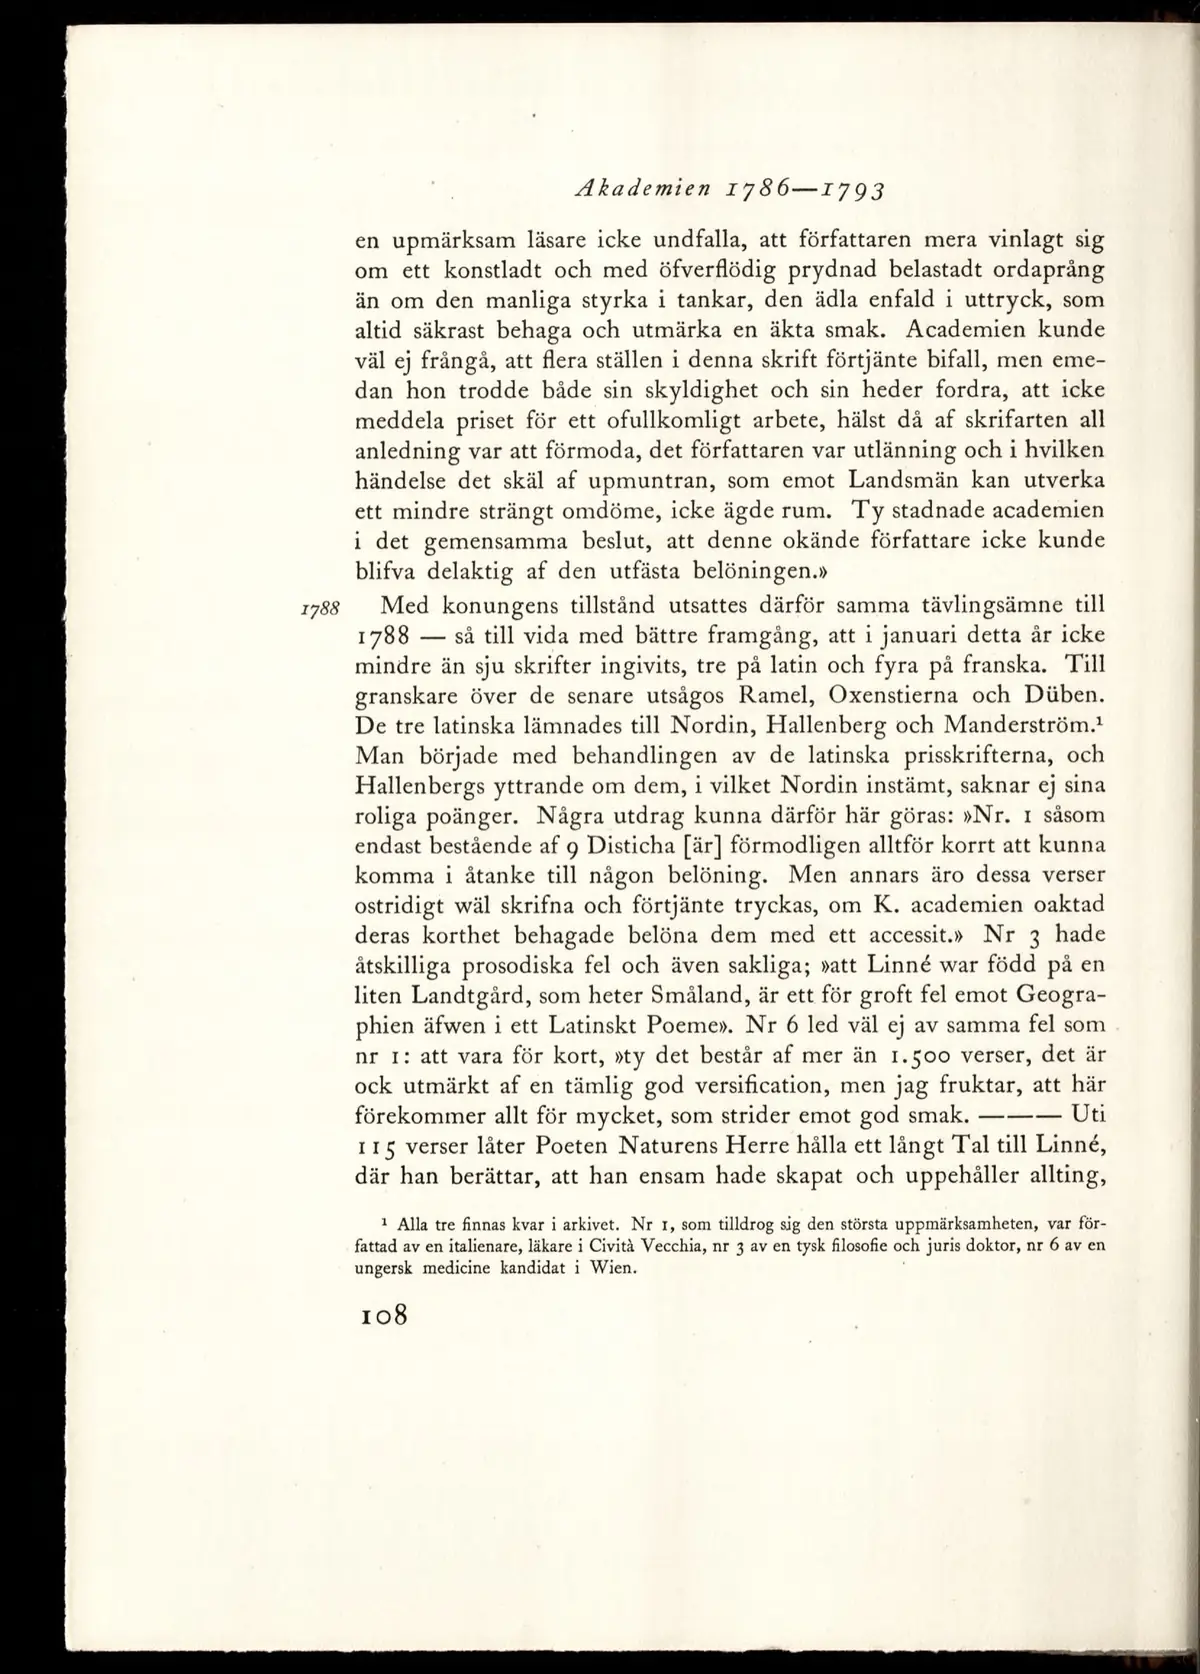 Akademien 1786—1793
en upmärksam läsare icke undfalla, att författaren mera vinlagt sig
om ett konstladt och med öfverflödig prydnad belastadt ordaprång
än om den manliga styrka i tankar, den ädla enfald i uttryck, som
altid säkrast behaga och utmärka en äkta smak. Academien kunde
väl ej frångå, att flera ställen i denna skrift förtjänte bifall, men eme-
dan hon trodde både sin skyldighet och sin heder fordra, att icke
meddela priset för ett ofullkomligt arbete, hälst då af skrifarten all
anledning var att förmoda, det författaren var utlänning och i hvilken
händelse det skäl af upmuntran, som emot Landsmän kan utverka
ett mindre strängt omdöme, icke ägde rum. Ty stadnade academien
i det gemensamma beslut, att denne okände författare icke kunde
blifva delaktig af den utfästa belöningen.»
1788 Med konungens tillstånd utsattes därför samma tävlingsämne till
1788 — så till vida med bättre framgång, att i januari detta år icke
mindre än sju skrifter ingivits, tre på latin och fyra på franska. Till
granskare över de senare utsågos Ramel, Oxenstierna och Düben.
De tre latinska lämnades till Nordin, Hallenberg och Manderström.¹
Man började med behandlingen av de latinska prisskrifterna, och
Hallenbergs yttrande om dem, i vilket Nordin instämt, saknar ej sina
roliga poänger. Några utdrag kunna därför här göras: »Nr. 1 såsom
endast bestående af 9 Disticha [är] förmodligen alltför korrt att kunna
komma i åtanke till någon belöning. Men annars äro dessa verser
ostridigt wäl skrifna och förtjänte tryckas, om K. academien oaktad
deras korthet behagade belöna dem med ett accessit.» Nr 3 hade
åtskilliga prosodiska fel och även sakliga; »att Linné war född på en
liten Landtgård, som heter Småland, är ett för groft fel emot Geogra-
phien äfwen i ett Latinskt Poeme». Nr 6 led väl ej av samma fel som
nr 1: att vara för kort, »ty det består af mer än 1.500 verser, det är
ock utmärkt af en tämlig god versification, men jag fruktar, att här
förekommer allt för mycket, som strider emot god smak. ——— Uti
115 verser låter Poeten Naturens Herre hålla ett långt Tal till Linné,
där han berättar, att han ensam hade skapat och uppehåller allting,
¹ Alla tre finnas kvar i arkivet. Nr 1, som tilldrog sig den största uppmärksamheten, var för-
fattad av en italienare, läkare i Cività Vecchia, nr 3 av en tysk filosofie och juris doktor, nr 6 av en
ungersk medicine kandidat i Wien.
108